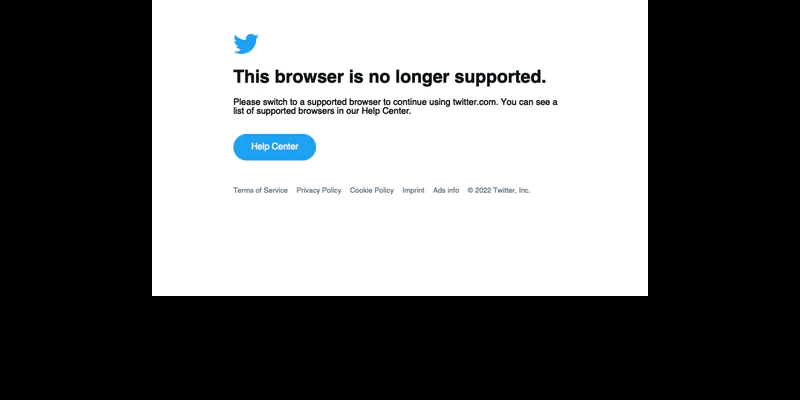 This browser is no longer supported.
Please switch to a supported browser to continue using twitter.com. You can see a
list of supported browsers in our Help Center.
Help Center
Terms of Service Privacy Policy Cookie Policy Imprint Ads info © 2022 Twitter, Inc.